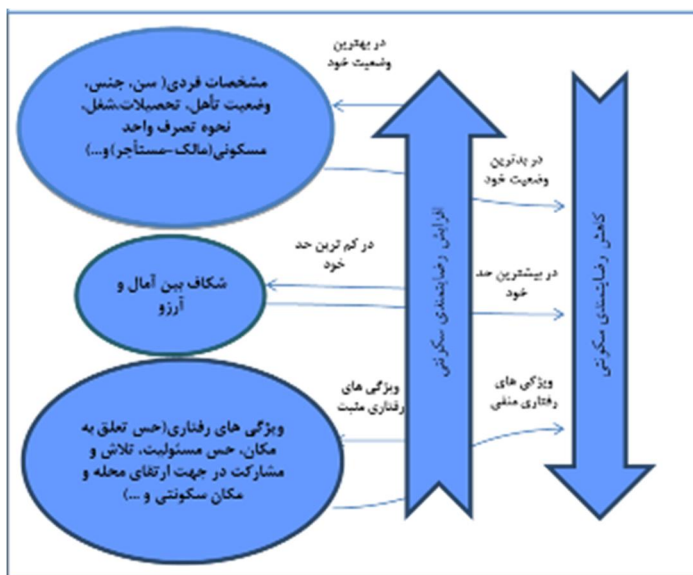 در بهترین
وضعیت خود
مشخصات فردی( سن، جنس،
وضعیت تأهل، تحصیلات،شغل،
نحوه تصرف واحد
مسکونی(مالک-مستأجر)و...)
در بدترین
وضعیت خود
افزایش رضایتمندی سکونتی
کاهش رضایتمندی سکونتی
در کم ترین حد
خود
شکاف بین آمال و
آرزو
در بیشترین حد
خود
ویژگی های
رفتاری مثبت
ویژگی های
رفتاری منفی
ویژگی های رفتاری(حس تعلق به
مکان، حس مسئولیت، تلاش و
مشارکت در جهت ارتقای محله و
مکان سکونتی و ...)